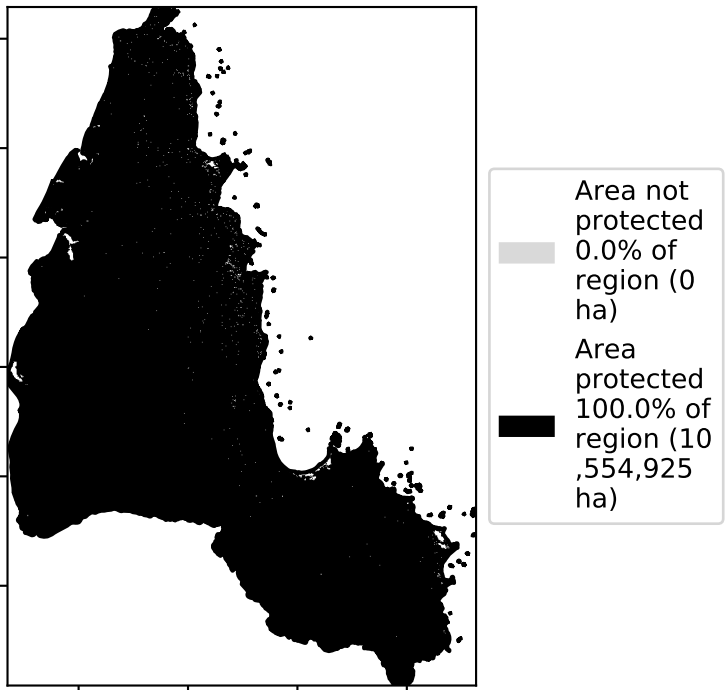 Area not
protected
0.0% of
region (0
ha)
Area
protected
100.0% of
region (10
,554,925
ha)